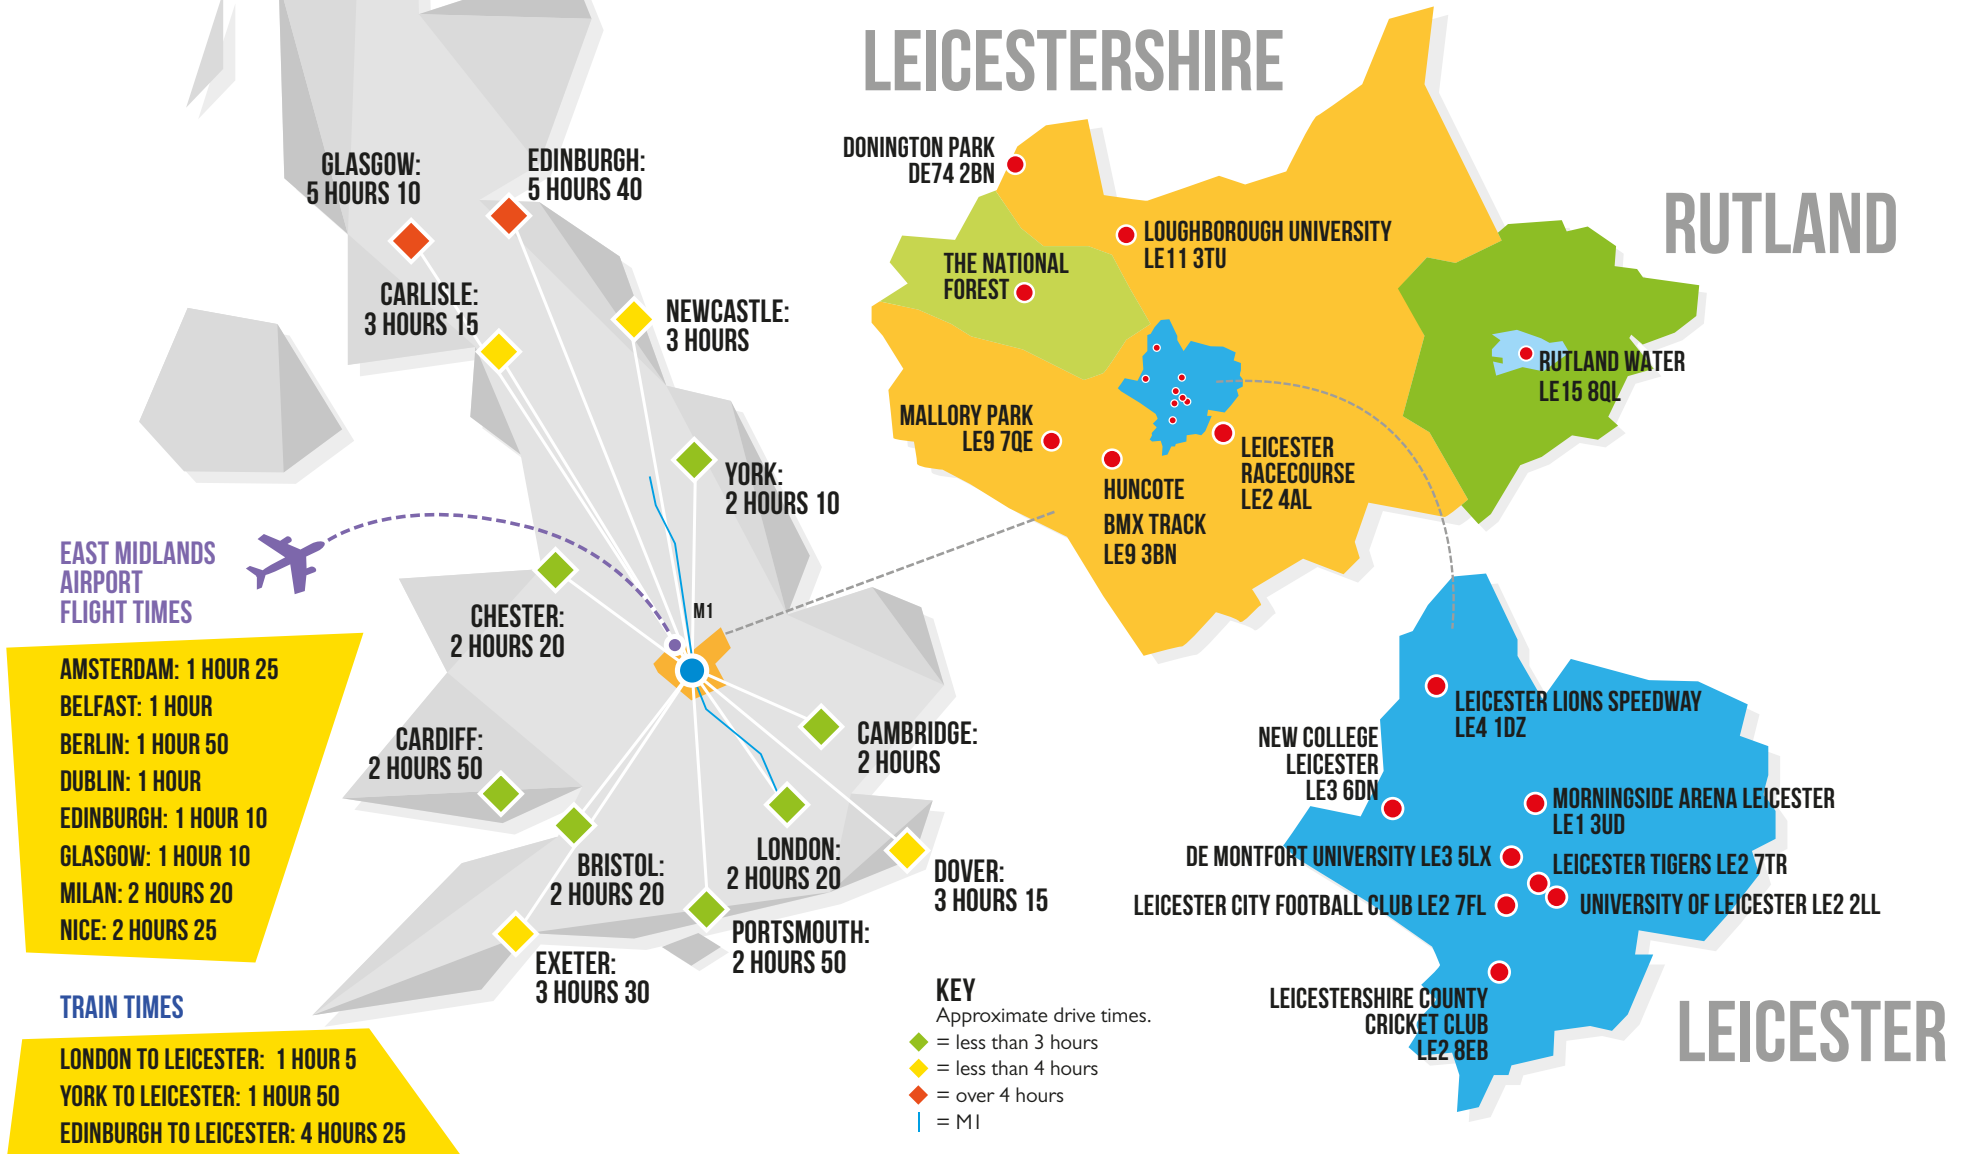 LEICESTERSHIRE
RUTLAND
LEICESTER
GLASGOW:
5 HOURS 10
EDINBURGH:
5 HOURS 40
CARLISLE:
3 HOURS 15
NEWCASTLE:
3 HOURS
YORK:
2 HOURS 10
CHESTER:
2 HOURS 20
M1
CARDIFF:
2 HOURS 50
CAMBRIDGE:
2 HOURS
BRISTOL:
2 HOURS 20
LONDON:
2 HOURS 20
DOVER:
3 HOURS 15
PORTSMOUTH:
2 HOURS 50
EXETER:
3 HOURS 30
EAST MIDLANDS
AIRPORT
FLIGHT TIMES
AMSTERDAM: 1 HOUR 25
BELFAST: 1 HOUR
BERLIN: 1 HOUR 50
DUBLIN: 1 HOUR
EDINBURGH: 1 HOUR 10
GLASGOW: 1 HOUR 10
MILAN: 2 HOURS 20
NICE: 2 HOURS 25
TRAIN TIMES
LONDON TO LEICESTER: 1 HOUR 5
YORK TO LEICESTER: 1 HOUR 50
EDINBURGH TO LEICESTER: 4 HOURS 25
KEY
Approximate drive times.
= less than 3 hours
= less than 4 hours
= over 4 hours
= M1
DONINGTON PARK
DE74 2BN
LOUGHBOROUGH UNIVERSITY
LE11 3TU
THE NATIONAL
FOREST
MALLORY PARK
LE9 7QE
HUNCOTE
BMX TRACK
LE9 3BN
LEICESTER
RACECOURSE
LE2 4AL
RUTLAND WATER
LE15 8QL
LEICESTER LIONS SPEEDWAY
LE4 1DZ
NEW COLLEGE
LEICESTER
LE3 6DN
MORNINGSIDE ARENA LEICESTER
LE1 3UD
DE MONTFORT UNIVERSITY LE3 5LX
LEICESTER TIGERS LE2 7TR
LEICESTER CITY FOOTBALL CLUB LE2 7FL
UNIVERSITY OF LEICESTER LE2 2LL
LEICESTERSHIRE COUNTY
CRICKET CLUB
LE2 8EB